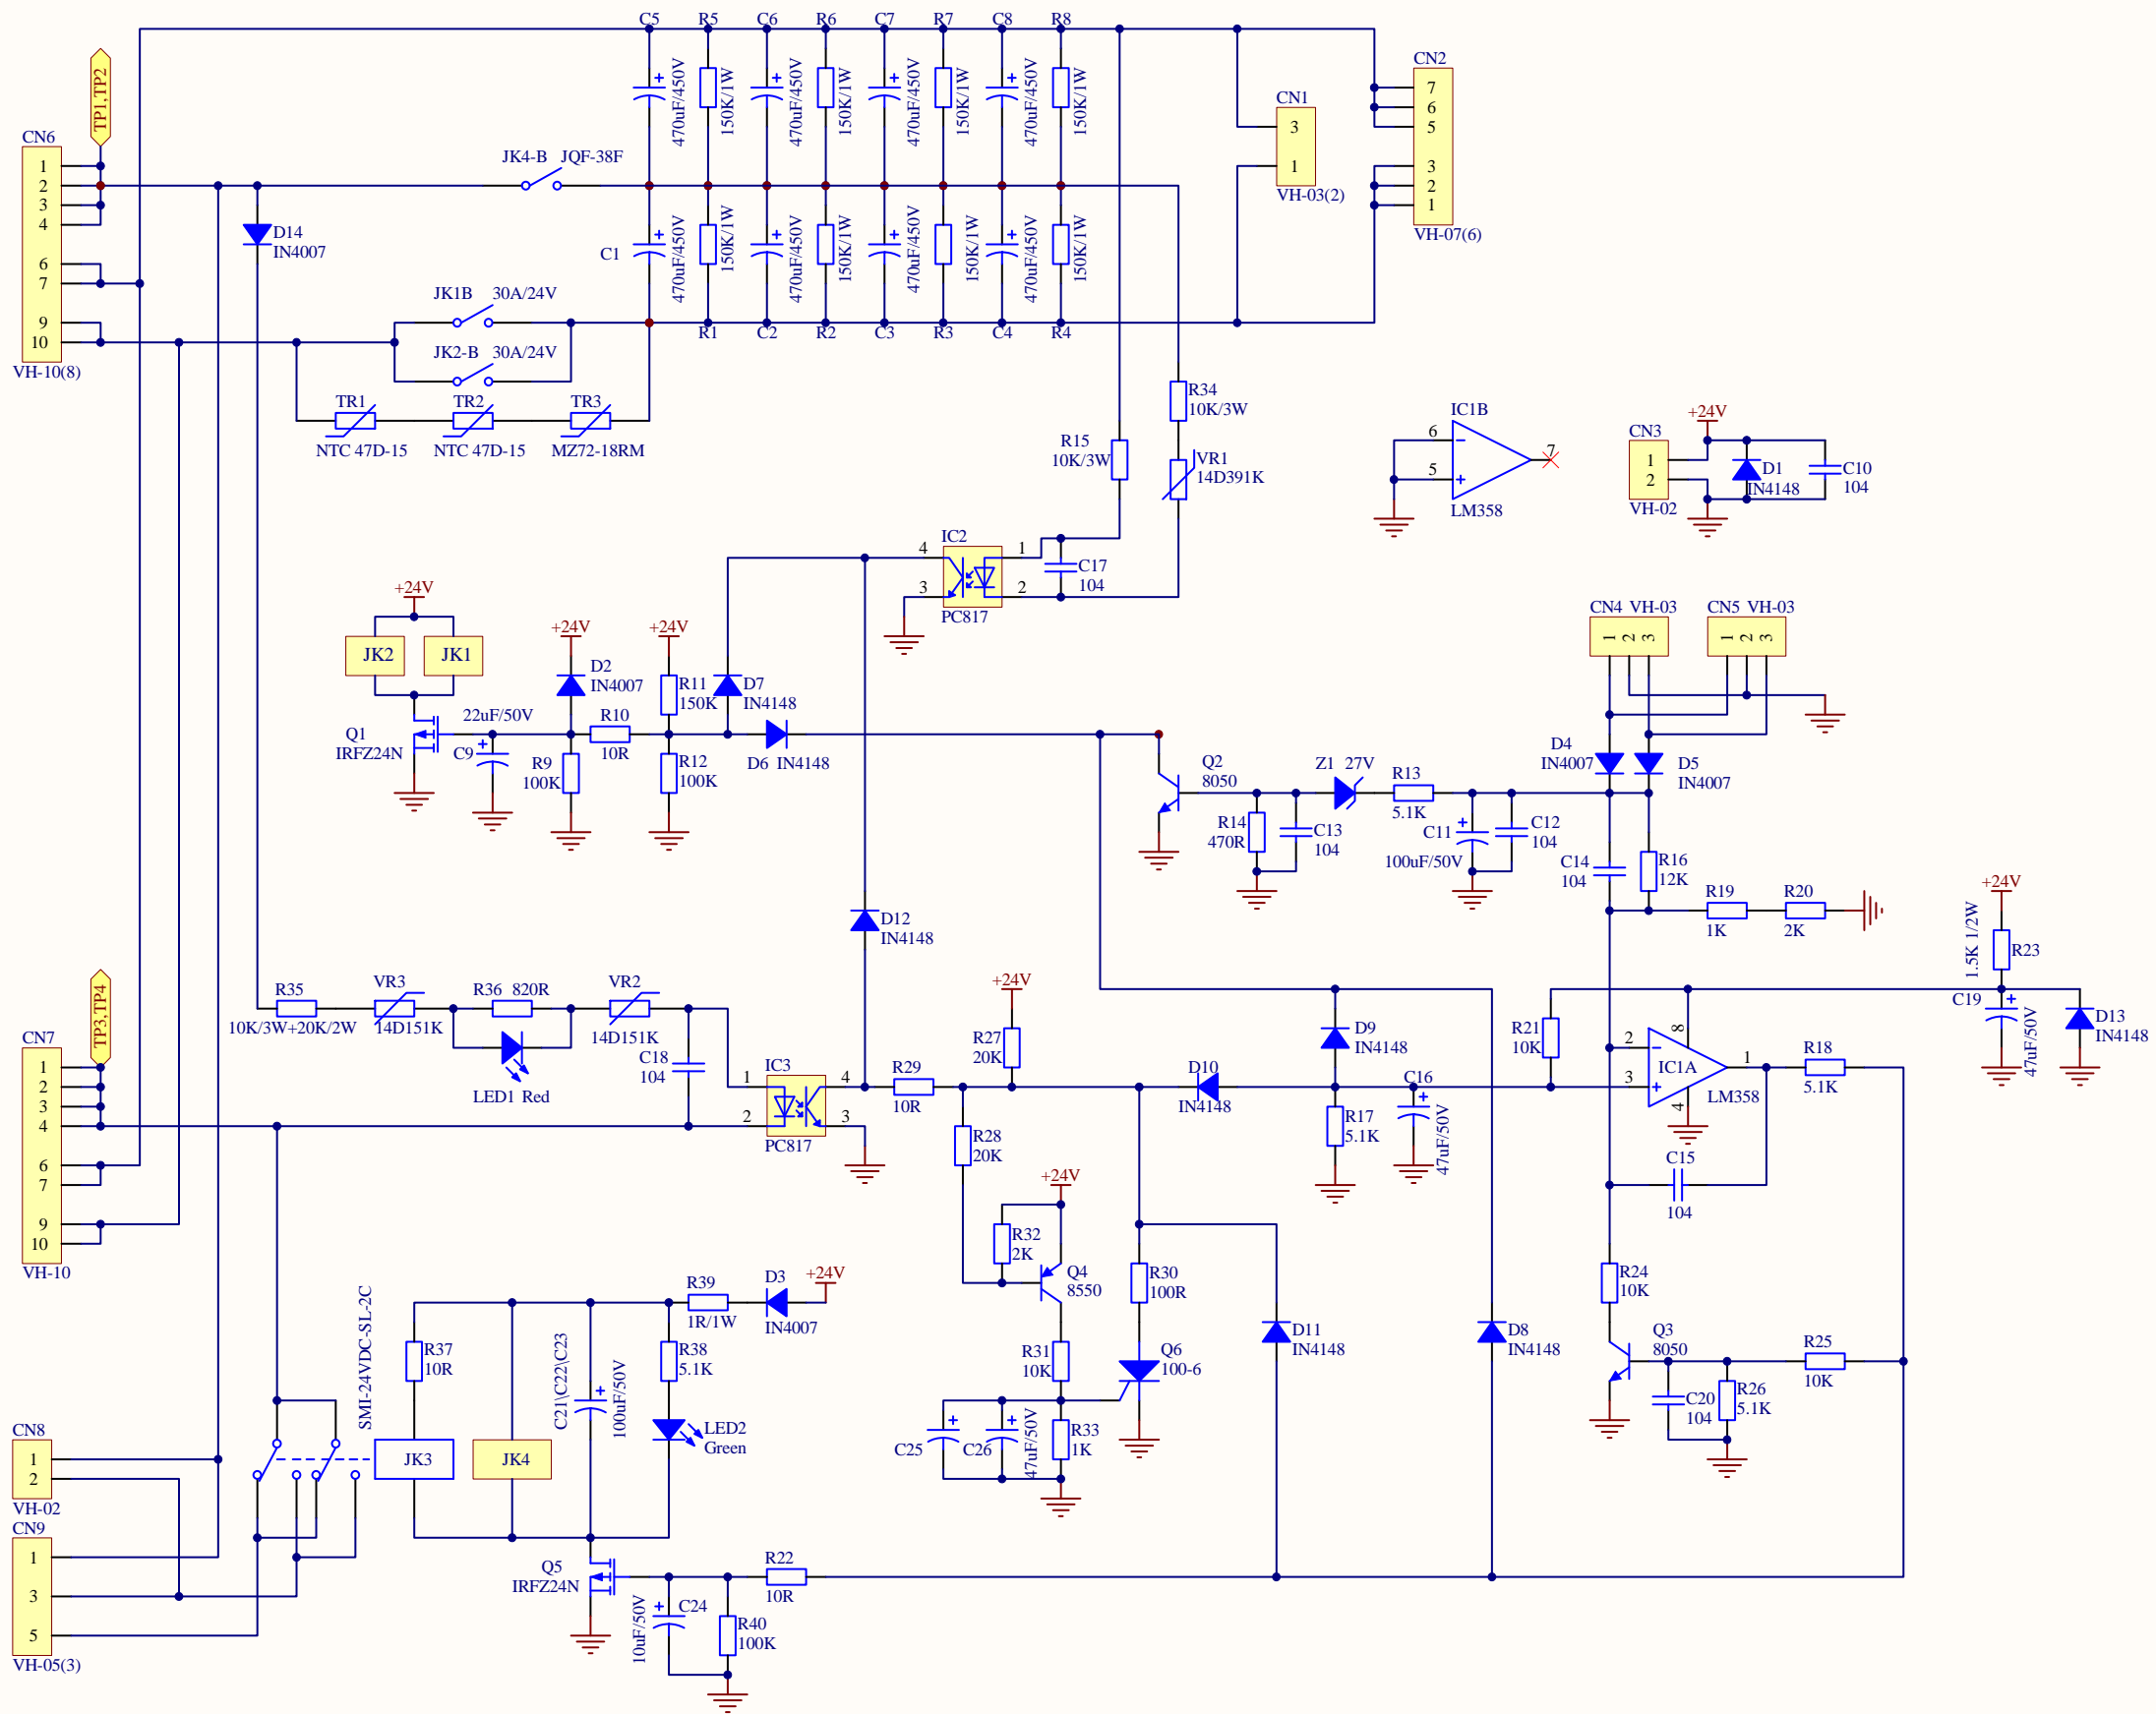 C5 R5 C6 R6 C7 R7 C8 R8
470uF/450V 150K/1W 470uF/450V 150K/1W 470uF/450V 150K/1W 470uF/450V 150K/1W
TP1,TP2
CN6
1
2
3
4
6
7
9
10
VH-10(8)
JK4-B JQF-38F
D14
IN4007
C1
470uF/450V 150K/1W 470uF/450V 150K/1W 470uF/450V 150K/1W 470uF/450V 150K/1W
R1 C2 R2 C3 R3 C4 R4
JK1B 30A/24V
JK2-B 30A/24V
TR1
NTC 47D-15
TR2
NTC 47D-15
TR3
MZ72-18RM
CN1
3
1
VH-03(2)
CN2
7
6
5
3
2
1
VH-07(6)
R34
10K/3W
R15
10K/3W
VR1
14D391K
IC1B
6
5
7
LM358
+24V
CN3
1
2
VH-02
D1
IN4148
C10
104
IC2
4
3
1
2
PC817
C17
104
+24V
JK2
JK1
Q1
IRFZ24N
22uF/50V
C9
+24V
D2
IN4007
R9
100K
R10
10R
+24V
R11
150K
R12
100K
D7
IN4148
D6 IN4148
Q2
8050
R14
470R
C13
104
Z1 27V
R13
5.1K
C11
100uF/50V
C12
104
CN4 VH-03
1 2 3
CN5 VH-03
1 2 3
D4
IN4007
D5
IN4007
C14
104
R16
12K
R19
1K
R20
2K
+24V
1.5K 1/2W
R23
C19
47uF/50V
D13
IN4148
D12
IN4148
TP3,TP4
CN7
1
2
3
4
6
7
9
10
VH-10
R35
10K/3W+20K/2W
VR3
14D151K
R36 820R
LED1 Red
VR2
14D151K
C18
104
IC3
1
2
4
3
PC817
R29
10R
+24V
R27
20K
R28
20K
D10
IN4148
D9
IN4148
R17
5.1K
C16
47uF/50V
R21
10K
2
3
8
4
1
IC1A
LM358
R18
5.1K
C15
104
+24V
R32
2K
Q4
8550
R30
100R
R31
10K
Q6
100-6
C25
C26
47uF/50V
R33
1K
D11
IN4148
D8
IN4148
R24
10K
Q3
8050
C20
104
R26
5.1K
R25
10K
SMI-24VDC-SL-2C
R37
10R
JK3
JK4
C21\C22\C23
100uF/50V
R38
5.1K
R39
1R/1W
D3
IN4007
+24V
LED2
Green
CN8
1
2
VH-02
CN9
1
3
5
VH-05(3)
Q5
IRFZ24N
10uF/50V
C24
R40
100K
R22
10R